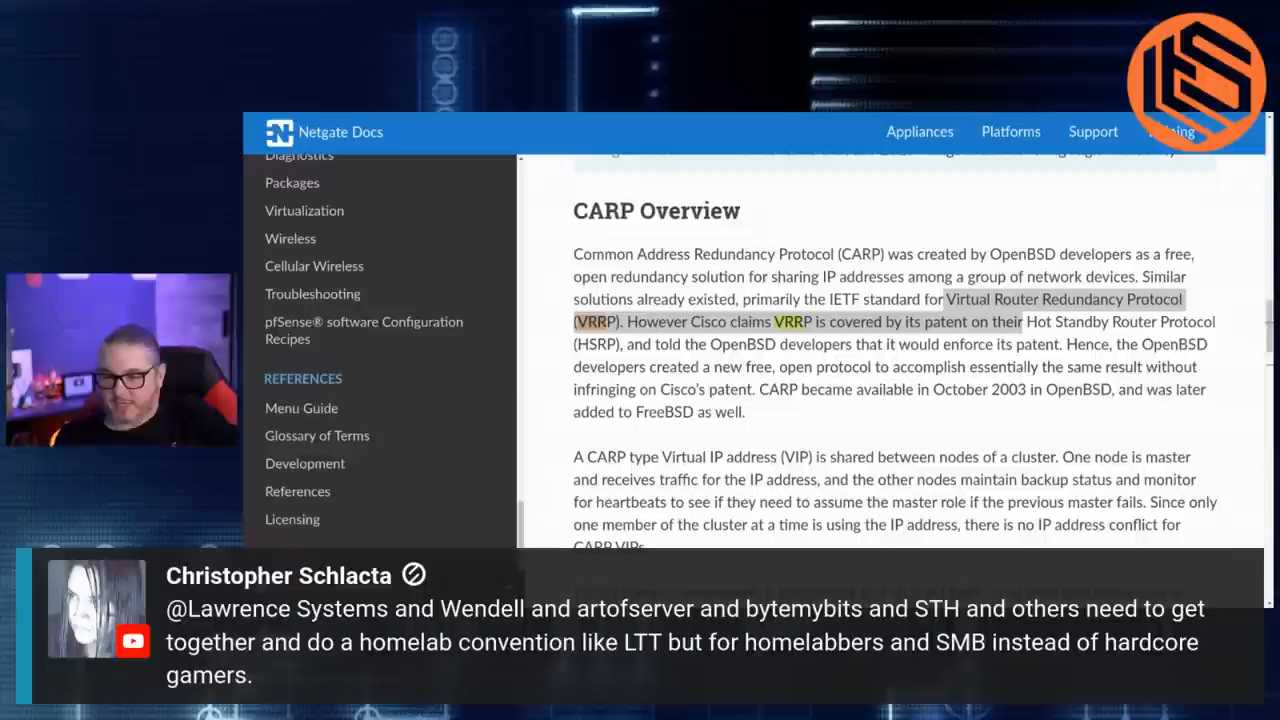 Netgate Docs
Appliances
Platforms
Support
Diagnostics
Packages
Virtualization
Wireless
Cellular Wireless
Troubleshooting
pfSense® software Configuration
Recipes
REFERENCES
Menu Guide
Glossary of Terms
Development
References
Licensing
CARP Overview
Common Address Redundancy Protocol (CARP) was created by OpenBSD developers as a free,
open redundancy solution for sharing IP addresses among a group of network devices. Similar
solutions already existed, primarily the IETF standard for Virtual Router Redundancy Protocol
(VRRP). However Cisco claims VRRP is covered by its patent on their Hot Standby Router Protocol
(HSRP), and told the OpenBSD developers that it would enforce its patent. Hence, the OpenBSD
developers created a new free, open protocol to accomplish essentially the same result without
infringing on Cisco's patent. CARP became available in October 2003 in OpenBSD, and was later
added to FreeBSD as well.
A CARP type Virtual IP address (VIP) is shared between nodes of a cluster. One node is master
and receives traffic for the IP address, and the other nodes maintain backup status and monitor
for heartbeats to see if they need to assume the master role if the previous master fails. Since only
one member of the cluster at a time is using the IP address, there is no IP address conflict for
CARP VIPs.
Christopher Schlacta
@Lawrence Systems and Wendell and artofserver and bytemybits and STH and others need to get
together and do a homelab convention like LTT but for homelabbers and SMB instead of hardcore
gamers.